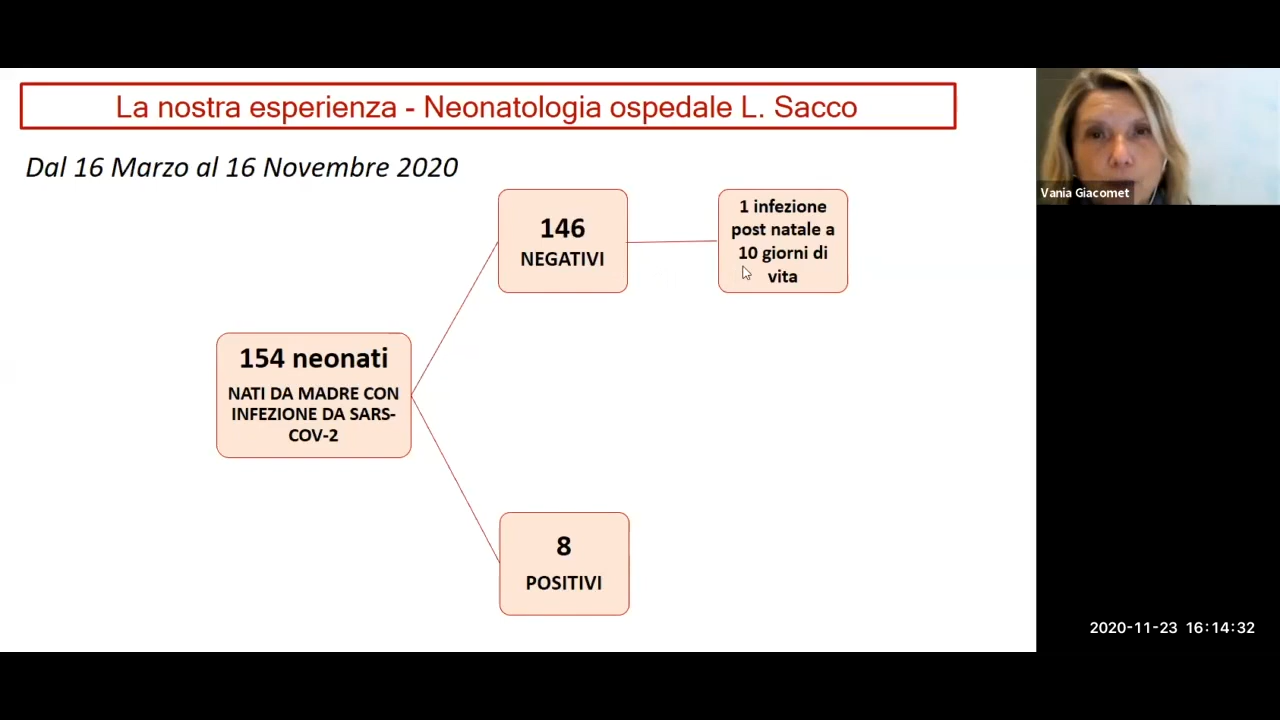 La nostra esperienza - Neonatologia ospedale L. Sacco
Dal 16 Marzo al 16 Novembre 2020
146
NEGATIVI
1 infezione
post natale a
10 giorni di
vita
154 neonati
NATI DA MADRE CON
INFEZIONE DA SARS-
COV-2
8
POSITIVI
Vania Giacomet
2020-11-23 16:14:32